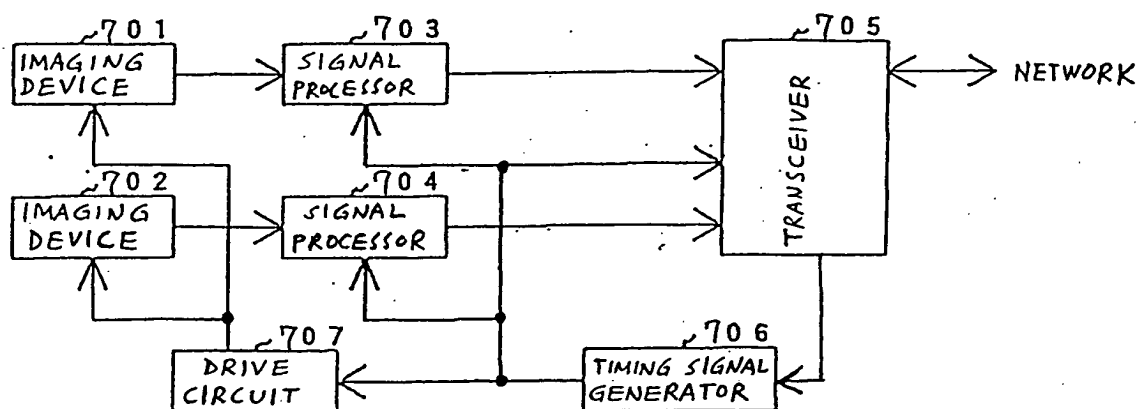 701
703
705
IMAGING
DEVICE
SIGNAL
PROCESSOR
TRANSCEIVER
NETWORK
702
704
IMAGING
DEVICE
SIGNAL
PROCESSOR
707
706
DRIVE
CIRCUIT
TIMING SIGNAL
GENERATOR